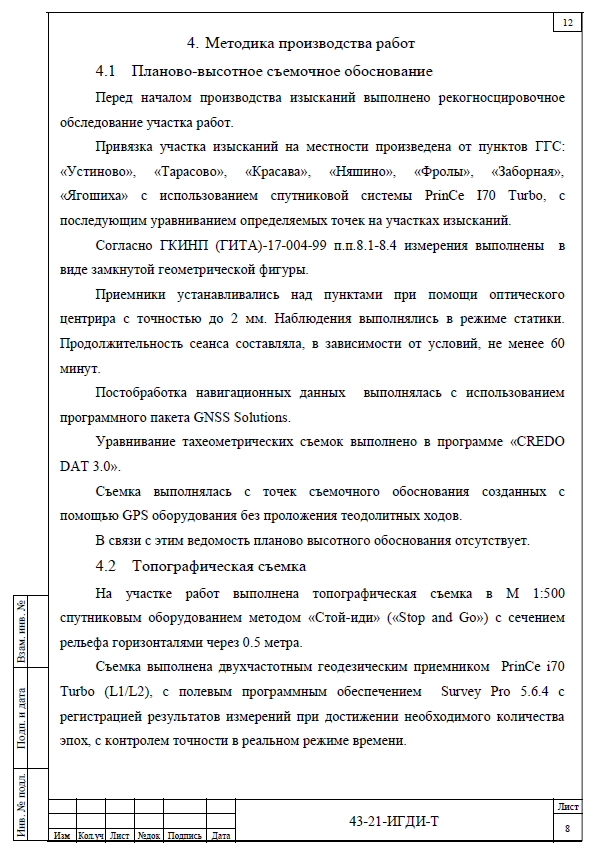 12
4. Методика производства работ
4.1 Планово-высотное съемочное обоснование
Перед началом производства изысканий выполнено рекогносцировочное
обследование участка работ.
Привязка участка изысканий на местности произведена от пунктов ГГС:
«Устиново», «Тарасово», «Красава», «Няшино», «Фролы», «Заборная»,
«Ягошиха» с использованием спутниковой системы PrinCe I70 Turbo, с
последующим уравниванием определяемых точек на участках изысканий.
Согласно ГКИНП (ГИТА)-17-004-99 п.п.8.1-8.4 измерения выполнены в
виде замкнутой геометрической фигуры.
Приемники устанавливались над пунктами при помощи оптического
центрира с точностью до 2 мм. Наблюдения выполнялись в режиме статики.
Продолжительность сеанса составляла, в зависимости от условий, не менее 60
минут.
Постобработка навигационных данных выполнялась с использованием
программного пакета GNSS Solutions.
Уравнивание тахеометрических съемок выполнено в программе «CREDO
DAT 3.0».
Съемка выполнялась с точек съемочного обоснования созданных с
помощью GPS оборудования без проложения теодолитных ходов.
В связи с этим ведомость планово высотного обоснования отсутствует.
4.2 Топографическая съемка
На участке работ выполнена топографическая съемка в М 1:500
спутниковым оборудованием методом «Стой-иди» («Stop and Go») с сечением
рельефа горизонталями через 0.5 метра.
Съемка выполнена двухчастотным геодезическим приемником PrinCe i70
Turbo (L1/L2), с полевым программным обеспечением Survey Pro 5.6.4 с
регистрацией результатов измерений при достижении необходимого количества
эпох, с контролем точности в реальном режиме времени.
Взам. инв. №
Подп. и дата
Инв. № подл.
Изм Кол.уч Лист №док Подпись Дата
43-21-ИГДИ-Т
Лист
8